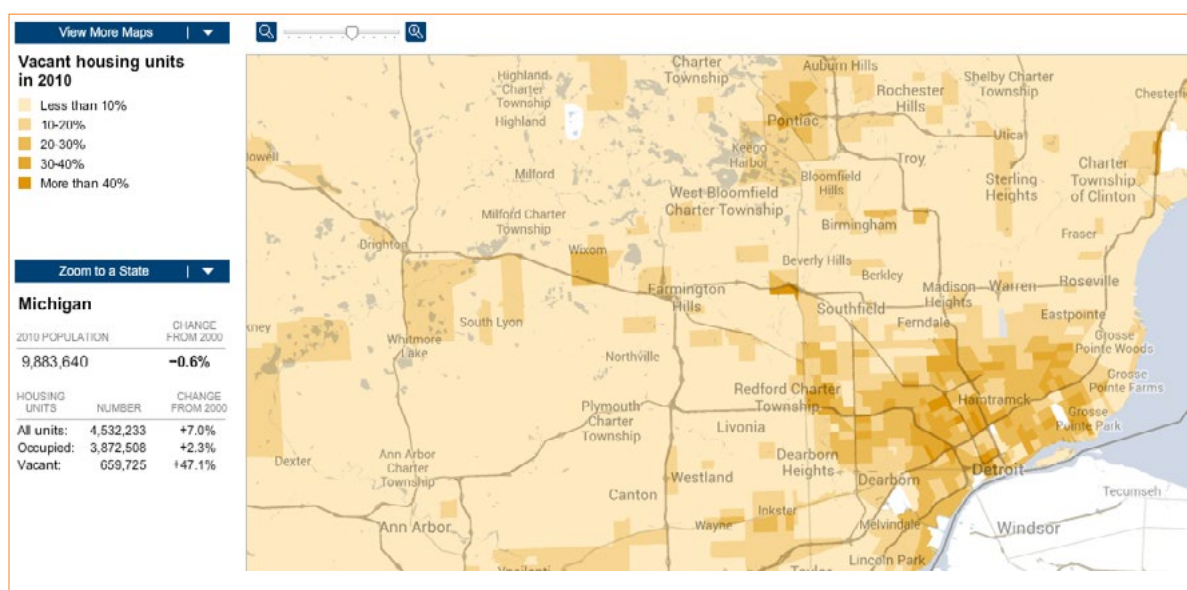 View More Maps
Vacant housing units
in 2010
Less than 10%
10-20%
20-30%
30-40%
More than 40%
Zoom to a State
Michigan
2010 POPULATION
CHANGE
FROM 2000
9,883,640
−0.6%
HOUSING
UNITS
NUMBER
CHANGE
FROM 2000
All units: 4,532,233 +7.0%
Occupied: 3,872,508 +2.3%
Vacant: 659,725 +47.1%
Charter
Township
Auburn Hills
Highland
Charter
Township
Highland
Rochester
Hills
Shelby Charter
Township
Chesterfi
Pontiac
Utica
Keego
Harbor
Troy
owell
Milford
Bloomfield
Hills
Sterling
Heights
Charter
Township
of Clinton
West Bloomfield
Charter Township
Milford Charter
Township
Birmingham
Fraser
Brighton
Wixom
Beverly Hills
Berkley
Madison
Heights
Warren
Roseville
Farmington
Hills
Southfield
Ferndale
Eastpointe
kney
South Lyon
Whitmore
Lake
Northville
Grosse
Pointe Woods
Grosse
Pointe Farms
Redford Charter
Township
Hamtramck
Grosse
Pointe Park
Plymouth
Charter
Township
Livonia
Dexter
Ann Arbor
Charter
Township
Dearborn
Heights
Detroit
Westland
Dearborn
Canton
Tecumseh
Inkster
Ann Arbor
Wayne
Melvindale
Windsor
Lincoln Park
Ypsilanti
Taylor